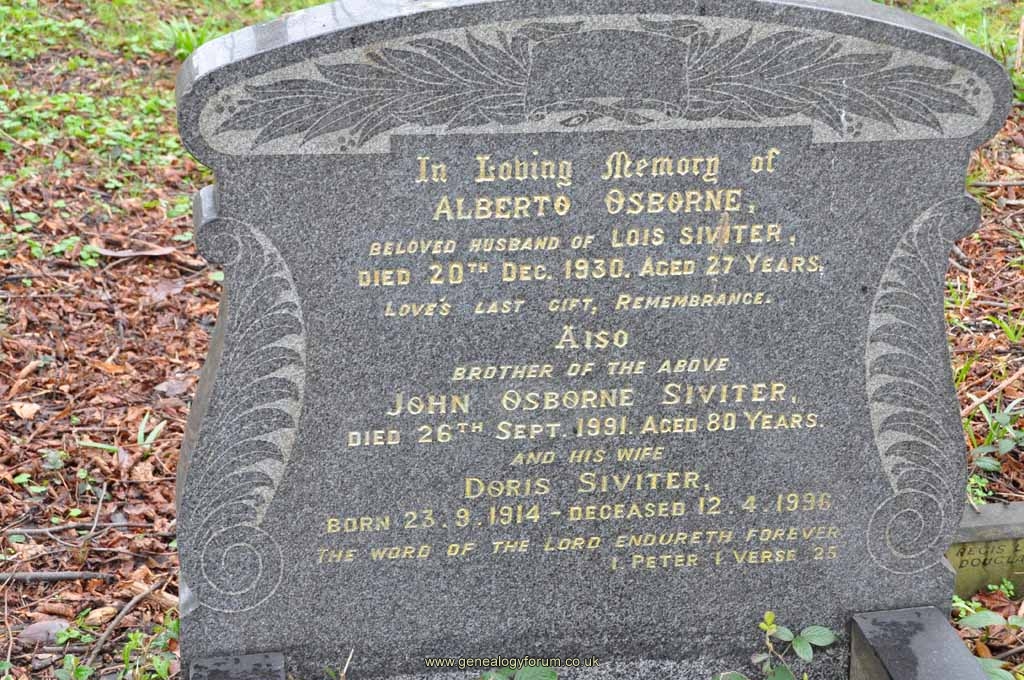 In Loving Memory of
ALBERTO OSBORNE,
BELOVED HUSBAND OF LOIS SIVITER,
DIED 20TH DEC. 1930. AGED 27 YEARS,
LOVE'S LAST GIFT, REMEMBRANCE.
ALSO
BROTHER OF THE ABOVE
JOHN OSBORNE SIVITER,
DIED 26TH SEPT. 1991. AGED 80 YEARS.
AND HIS WIFE
DORIS SIVITER,
BORN 23.9.1914 - DECEASED 12.4.1996
THE WORD OF THE LORD ENDURETH FOREVER
1 PETER 1 VERSE 25
www.genealogyforum.co.uk